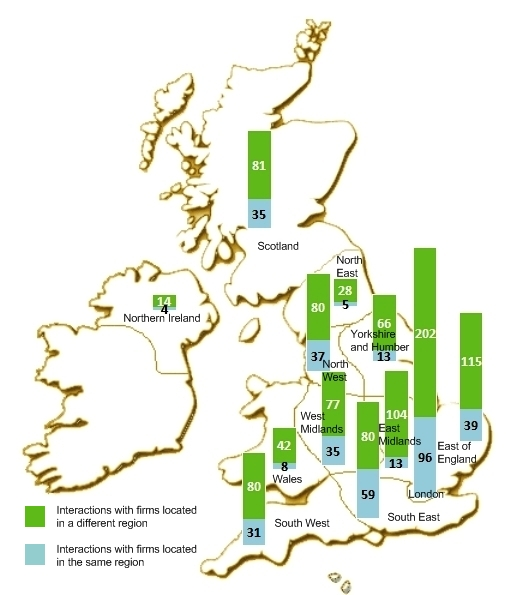 81
35
Scotland
North
East
28
5
14
4
Northern Ireland
80
37
North
West
66
Yorkshire
and Humber
13
202
96
London
115
39
East of
England
77
West
Midlands
35
104
East
Midlands
13
80
59
South East
42
8
Wales
80
31
South West
Interactions with firms located
in a different region
Interactions with firms located
in the same region